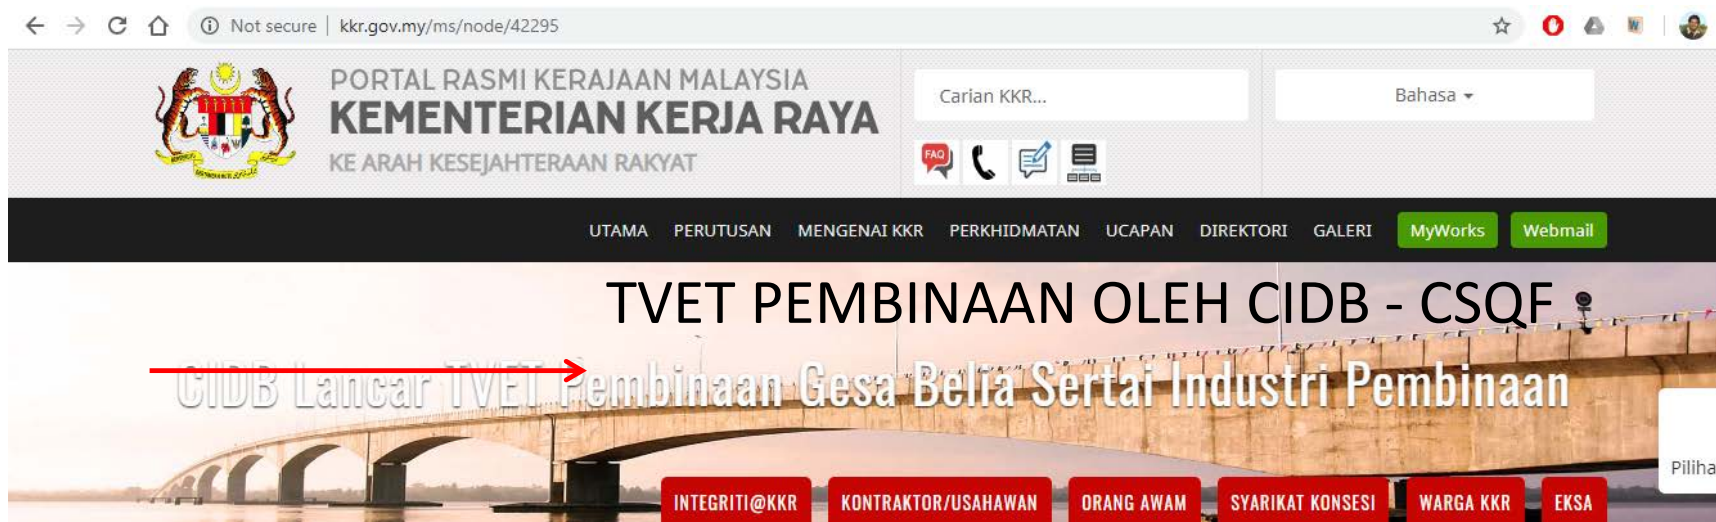 Not secure | kkr.gov.my/ms/node/42295
PORTAL RASMI KERAJAAN MALAYSIA
KEMENTERIAN KERJA RAYA
KE ARAH KESEJAHTERAAN RAKYAT
Carian KKR...
Bahasa
FAQ
UTAMA PERUTUSAN MENGENAI KKR PERKHIDMATAN UCAPAN DIREKTORI GALERI MyWorks Webmail
TVET PEMBINAAN OLEH CIDB - CSQF
CIDB Lancar TVET Pembinaan Gesa Belia Sertai Industri Pembinaan
Piliha
INTEGRITI@KKR KONTRAKTOR/USAHAWAN ORANG AWAM SYARIKAT KONSESI WARGA KKR EKSA